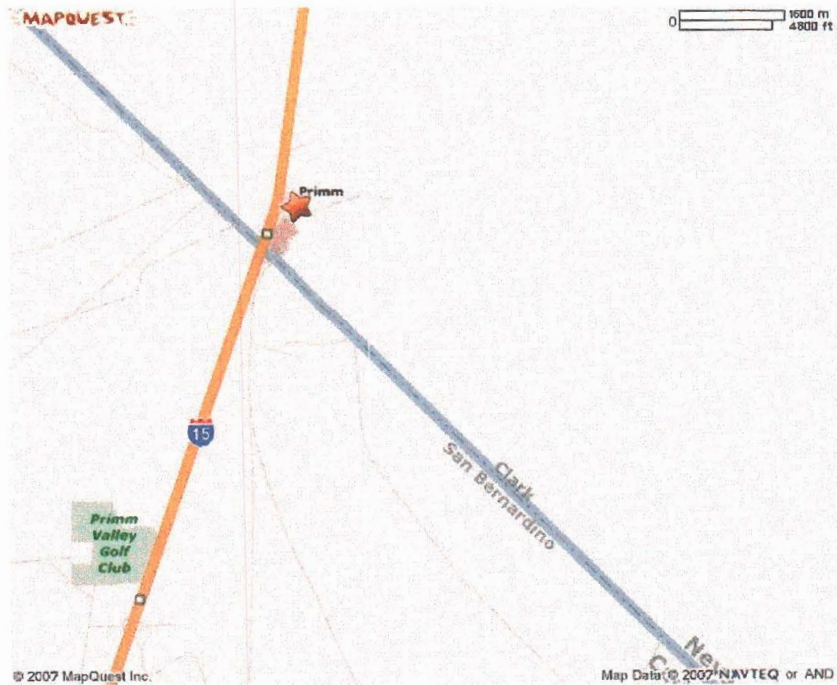 MAPQUEST
0
1600 m
4800 ft
Primm
15
Primm
Valley
Golf
Club
Clark
San Bernardino
© 2007 MapQuest Inc.
Map Data © 2007 NAVTEQ or AND